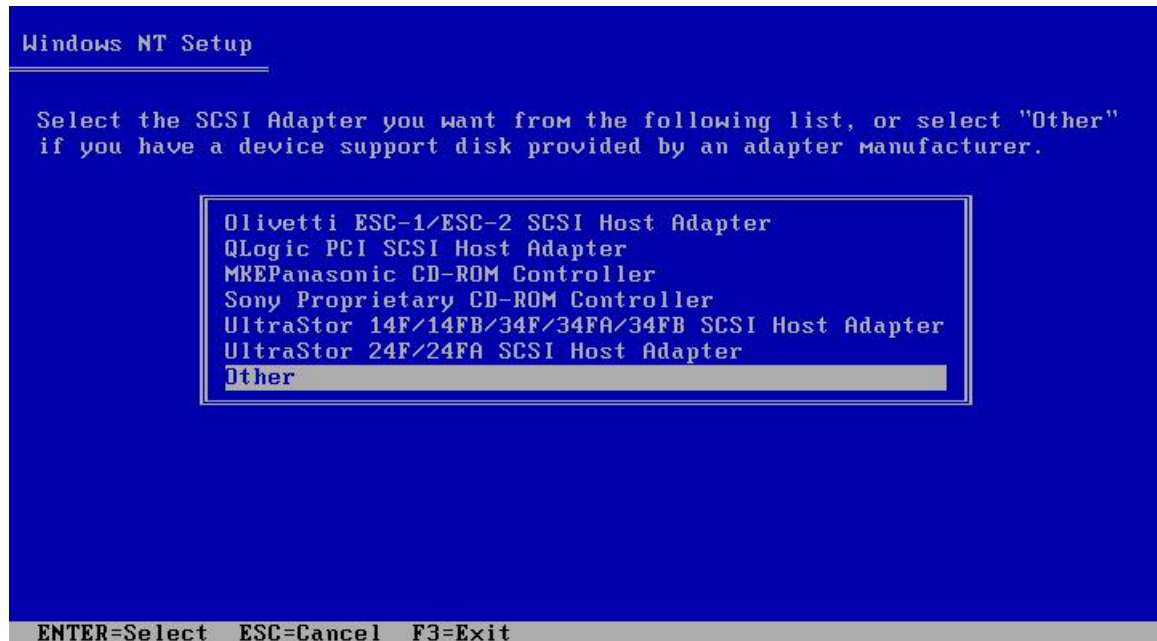 Windows NT Setup
Select the SCSI Adapter you want from the following list, or select "Other"
if you have a device support disk provided by an adapter manufacturer.
Olivetti ESC-1/ESC-2 SCSI Host Adapter
QLogic PCI SCSI Host Adapter
MKEPanasonic CD-ROM Controller
Sony Proprietary CD-ROM Controller
UltraStor 14F/14FB/34F/34FA/34FB SCSI Host Adapter
UltraStor 24F/24FA SCSI Host Adapter
Other
ENTER=Select ESC=Cancel F3=Exit